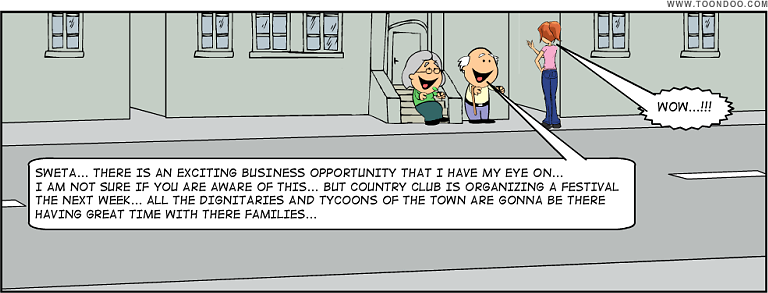 WWW.TOONDOO.COM
WOW...!!!
SWETA... THERE IS AN EXCITING BUSINESS OPPORTUNITY THAT I HAVE MY EYE ON...
I AM NOT SURE IF YOU ARE AWARE OF THIS... BUT COUNTRY CLUB IS ORGANIZING A FESTIVAL
THE NEXT WEEK... ALL THE DIGNITARIES AND TYCOONS OF THE TOWN ARE GONNA BE THERE
HAVING GREAT TIME WITH THERE FAMILIES...